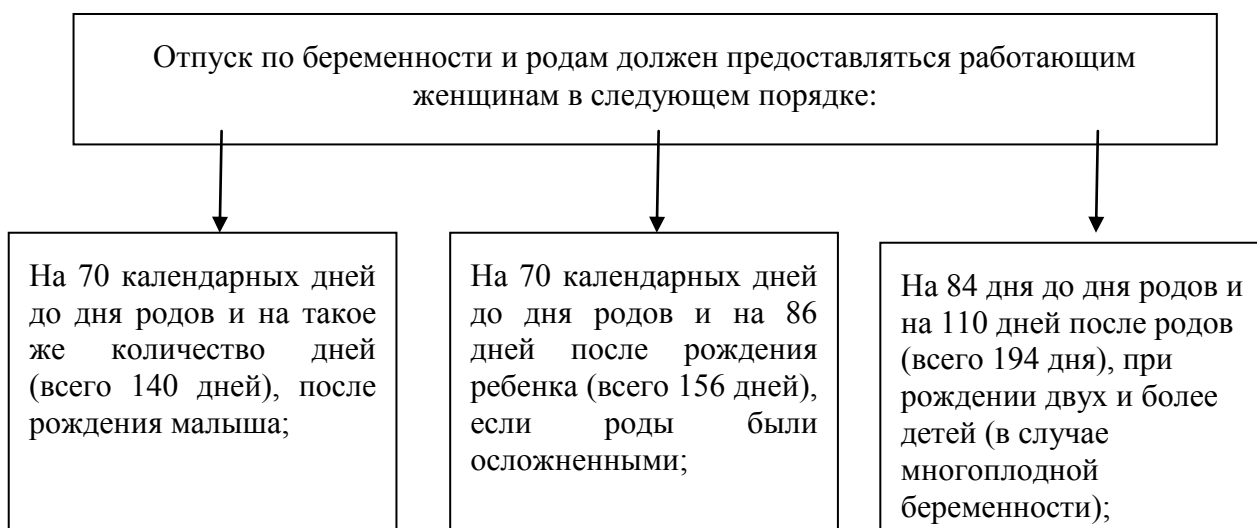 Отпуск по беременности и родам должен предоставляться работающим
женщинам в следующем порядке:
На 70 календарных дней
до дня родов и на такое
же количество дней
(всего 140 дней), после
рождения малыша;
На 70 календарных дней
до дня родов и на 86
дней после рождения
ребенка (всего 156 дней),
если роды были
осложненными;
На 84 дня до дня родов и
на 110 дней после родов
(всего 194 дня), при
рождении двух и более
детей (в случае
многоплодной
беременности);